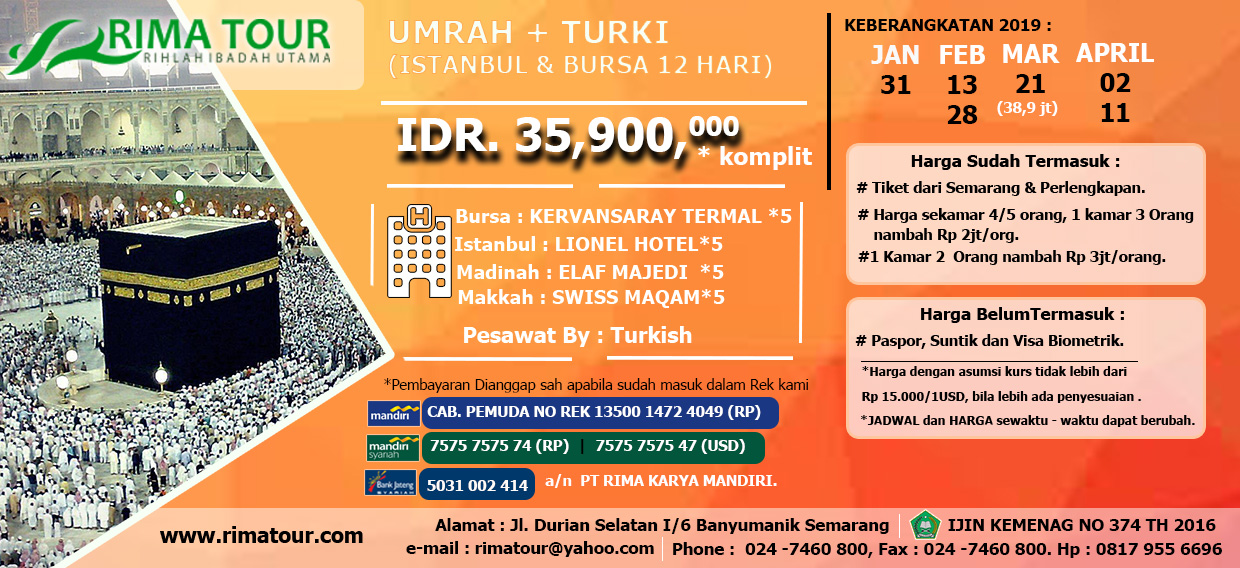 RIMA TOUR
RIHLAH IBADAH UTAMA
UMRAH + TURKI
(ISTANBUL & BURSA 12 HARI)
IDR. 35,900,000
* komplit
Bursa : KERVANSARAY TERMAL *5
Istanbul : LIONEL HOTEL*5
Madinah : ELAF MAJEDI *5
Makkah : SWISS MAQAM*5
Pesawat By : Turkish
*Pembayaran Dianggap sah apabila sudah masuk dalam Rek kami
mandiri CAB. PEMUDA NO REK 13500 1472 4049 (RP)
mandiri syariah 7575 7575 74 (RP) | 7575 7575 47 (USD)
Bank Jateng SYARIAH 5031 002 414 a/n PT RIMA KARYA MANDIRI.
KEBERANGKATAN 2019 :
JAN FEB MAR APRIL
31 13 21 02
(38,9 jt)
28 11
Harga Sudah Termasuk :
# Tiket dari Semarang & Perlengkapan.
# Harga sekamar 4/5 orang, 1 kamar 3 Orang
nambah Rp 2jt/org.
#1 Kamar 2 Orang nambah Rp 3jt/orang.
Harga BelumTermasuk :
# Paspor, Suntik dan Visa Biometrik.
*Harga dengan asumsi kurs tidak lebih dari
Rp 15.000/1USD, bila lebih ada penyesuaian .
*JADWAL dan HARGA sewaktu - waktu dapat berubah.
www.rimatour.com
Alamat : Jl. Durian Selatan I/6 Banyumanik Semarang
IJIN KEMENAG NO 374 TH 2016
e-mail : rimatour@yahoo.com
Phone : 024 -7460 800, Fax : 024 -7460 800. Hp : 0817 955 6696